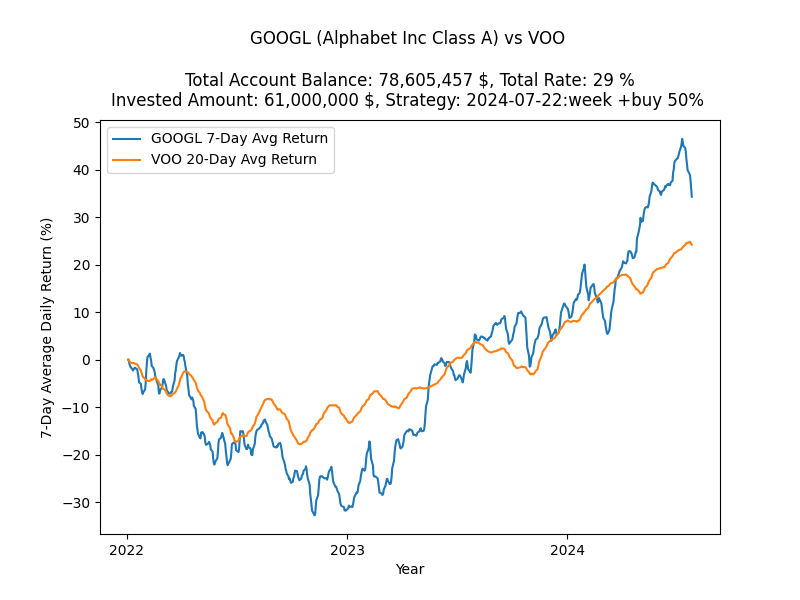 GOOGL (Alphabet Inc Class A) vs VOO
Total Account Balance: 78,605,457 $, Total Rate: 29 %
Invested Amount: 61,000,000 $, Strategy: 2024-07-22:week +buy 50%
GOOGL 7-Day Avg Return
VOO 20-Day Avg Return
7-Day Average Daily Return (%)
50
40
30
20
10
0
−10
−20
−30
2022
2023
2024
Year